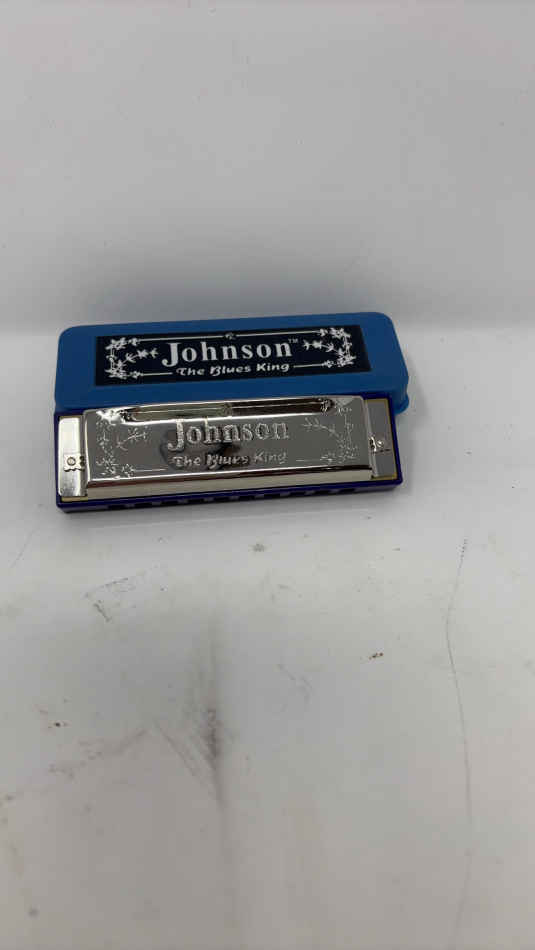 Johnson™
The Blues King
Johnson
The Blues King